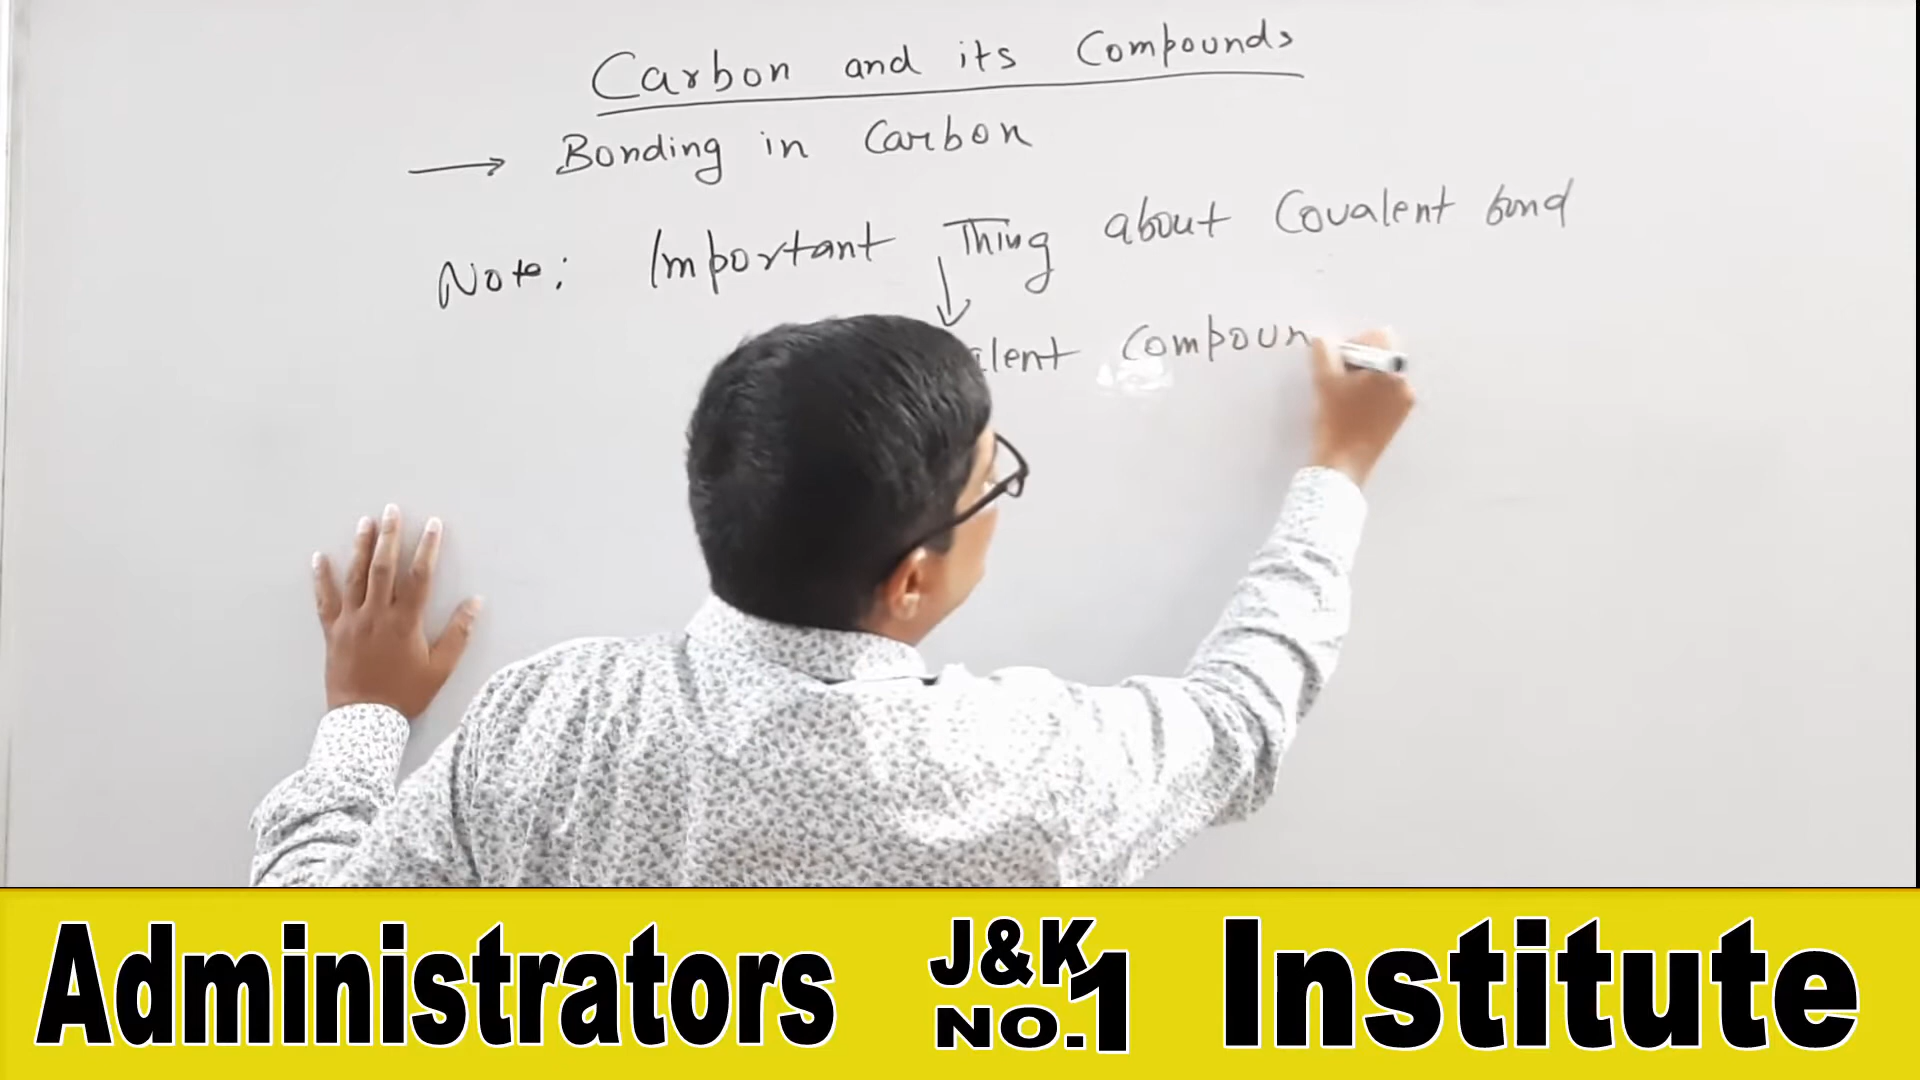 Carbon and its Compounds
→ Bonding in Carbon
Note: Important Thing about Covalent bond
alent Compoun
Administrators J&K NO.1 Institute